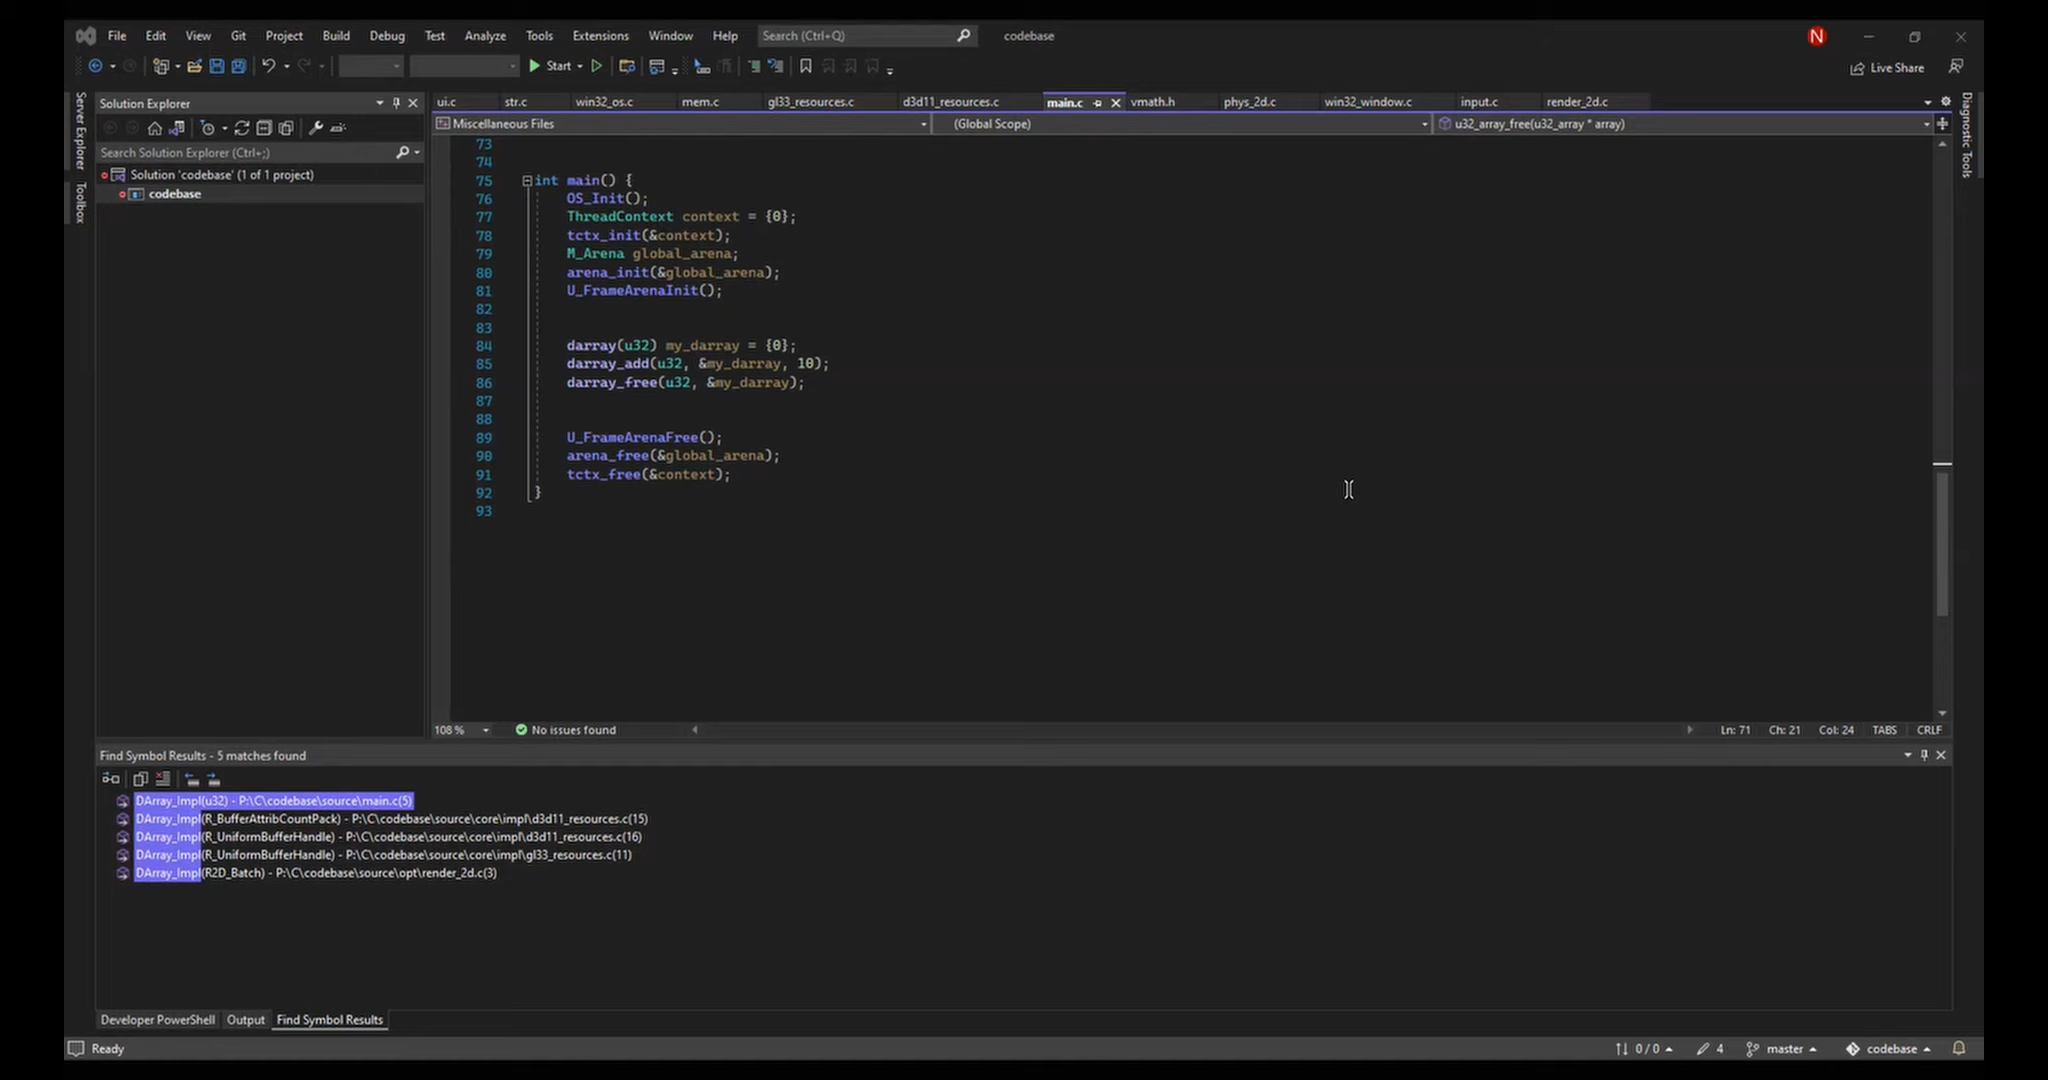 File Edit View Git Project Build Debug Test Analyze Tools Extensions Window Help Search (Ctrl+Q) codebase N
Start Live Share
Server Explorer
Toolbox
Solution Explorer
Search Solution Explorer (Ctrl+;)
Solution 'codebase' (1 of 1 project)
codebase
ui.c str.c win32_os.c mem.c gl33_resources.c d3d11_resources.c main.c vmath.h phys_2d.c win32_window.c input.c render_2d.c
Miscellaneous Files (Global Scope) u32_array_free(u32_array * array)
Diagnostic Tools
73
74
75 int main() {
76 OS_Init();
77 ThreadContext context = {0};
78 tctx_init(&context);
79 M_Arena global_arena;
80 arena_init(&global_arena);
81 U_FrameArenaInit();
82
83
84 darray(u32) my_darray = {0};
85 darray_add(u32, &my_darray, 10);
86 darray_free(u32, &my_darray);
87
88
89 U_FrameArenaFree();
90 arena_free(&global_arena);
91 tctx_free(&context);
92 }
93
108 % No issues found Ln: 71 Ch: 21 Col: 24 TABS CRLF
Find Symbol Results - 5 matches found
DArray_Impl(u32) - P:\C\codebase\source\main.c(5)
DArray_Impl(R_BufferAttribCountPack) - P:\C\codebase\source\core\impl\d3d11_resources.c(15)
DArray_Impl(R_UniformBufferHandle) - P:\C\codebase\source\core\impl\d3d11_resources.c(16)
DArray_Impl(R_UniformBufferHandle) - P:\C\codebase\source\core\impl\gl33_resources.c(11)
DArray_Impl(R2D_Batch) - P:\C\codebase\source\opt\render_2d.c(3)
Developer PowerShell Output Find Symbol Results
Ready 0 / 0 4 master codebase